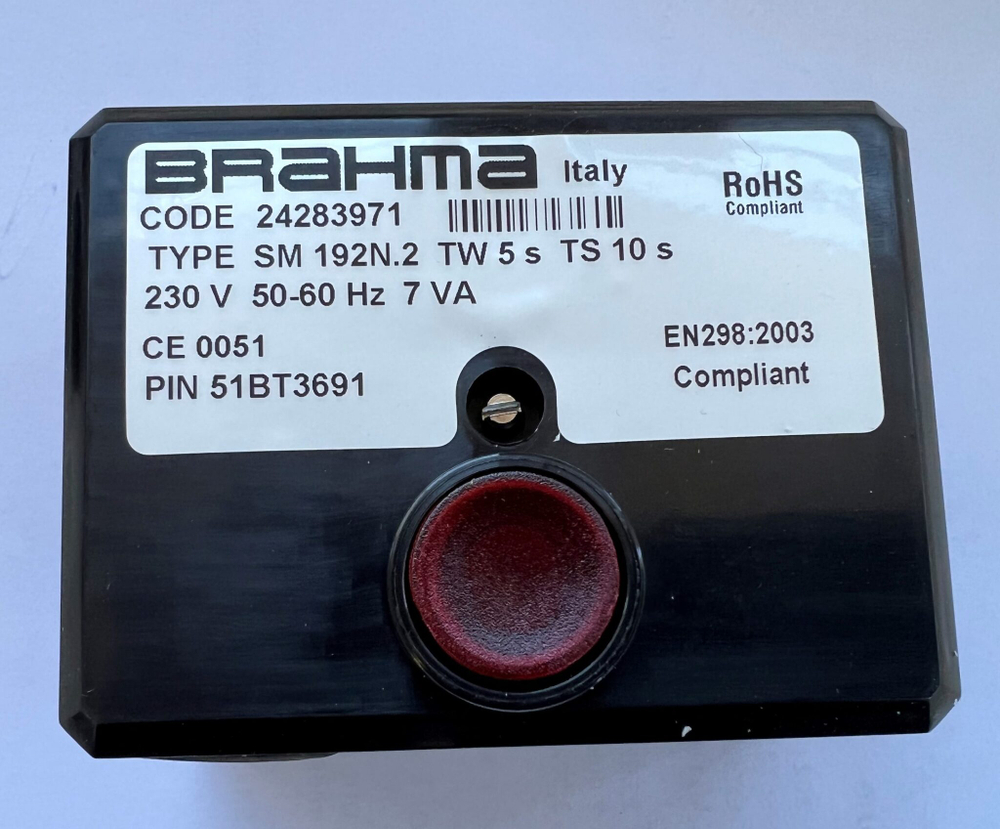 BRAHMA Italy
RoHS
Compliant
CODE 24283971
TYPE SM 192N.2 TW 5 s TS 10 s
230 V 50-60 Hz 7 VA
CE 0051
EN298:2003
PIN 51BT3691
Compliant